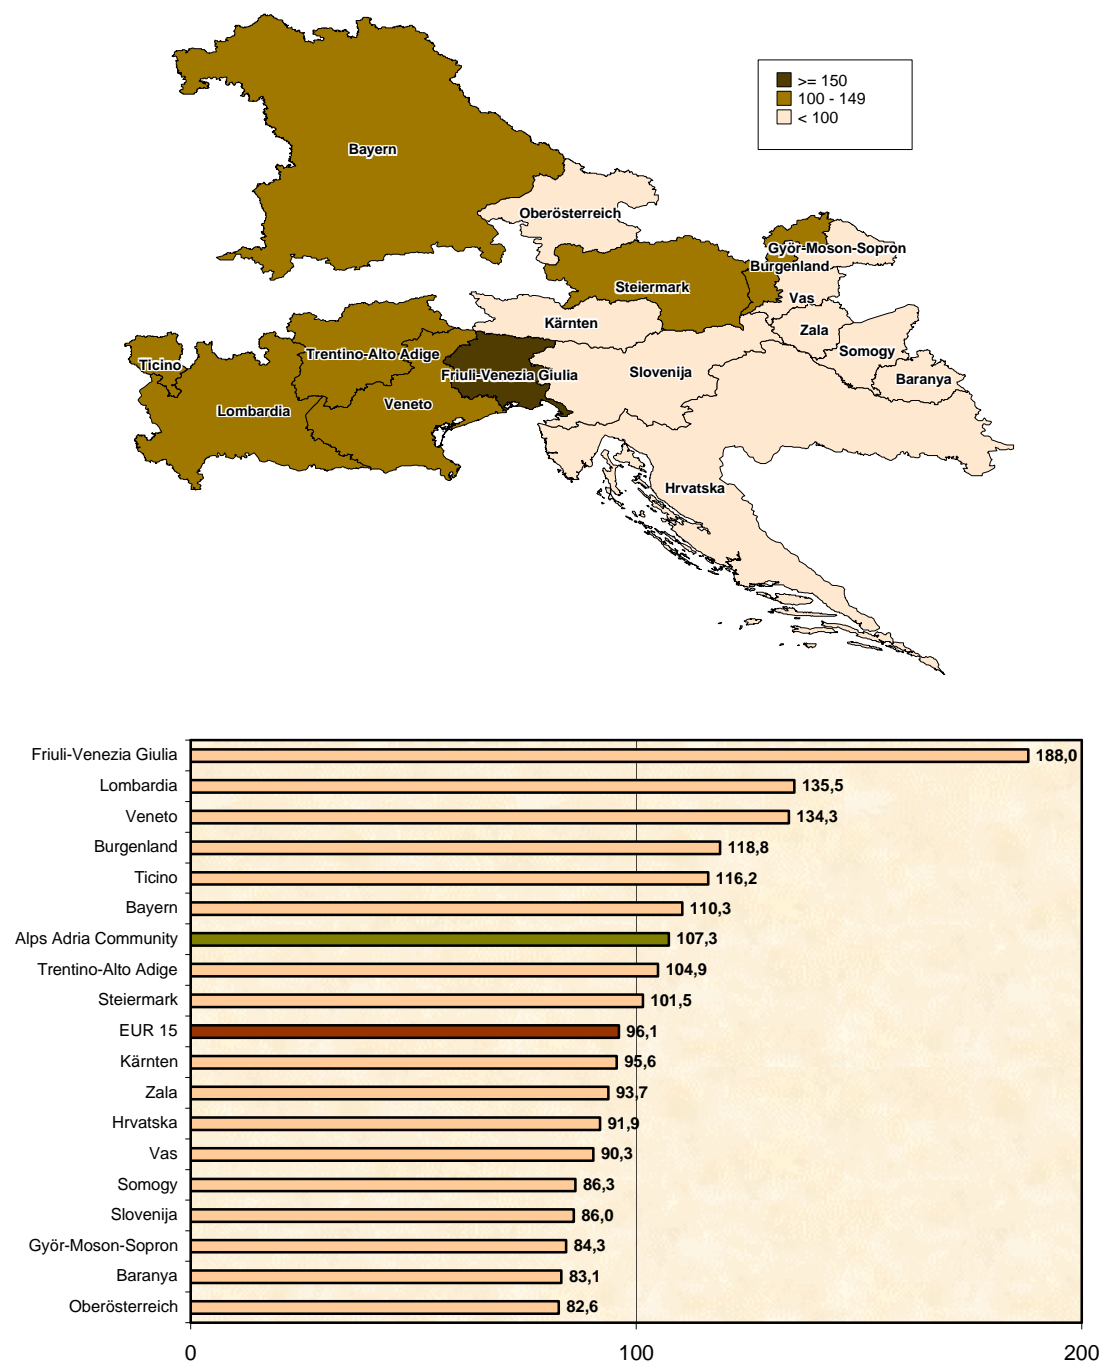 >= 150
100 - 149
< 100
Bayern
Oberösterreich
Györ-Moson-Sopron
Burgenland
Steiermark
Vas
Kärnten
Zala
Somogy
Trentino-Alto Adige
Ticino
Friuli-Venezia Giulia
Slovenija
Baranya
Lombardia
Veneto
Hrvatska
Friuli-Venezia Giulia 188,0
Lombardia 135,5
Veneto 134,3
Burgenland 118,8
Ticino 116,2
Bayern 110,3
Alps Adria Community 107,3
Trentino-Alto Adige 104,9
Steiermark 101,5
EUR 15 96,1
Kärnten 95,6
Zala 93,7
Hrvatska 91,9
Vas 90,3
Somogy 86,3
Slovenija 86,0
Györ-Moson-Sopron 84,3
Baranya 83,1
Oberösterreich 82,6
0 100 200